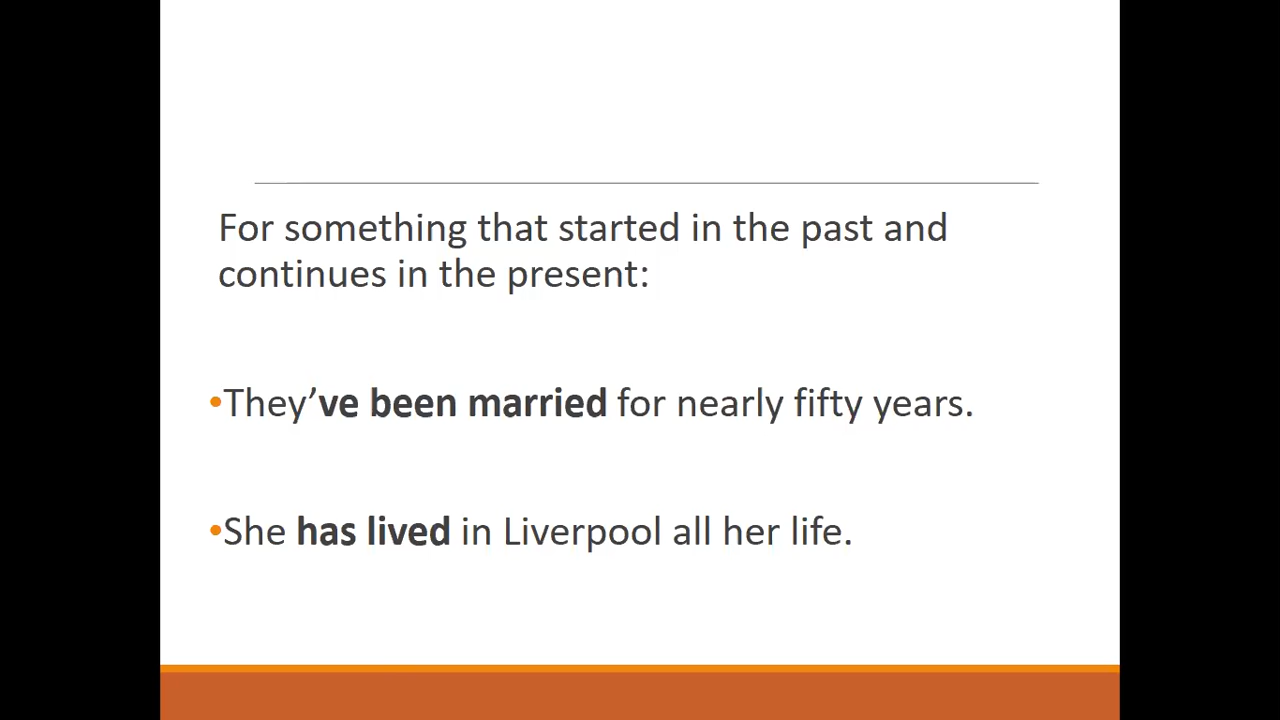 For something that started in the past and
continues in the present:
•They’ve been married for nearly fifty years.
•She has lived in Liverpool all her life.